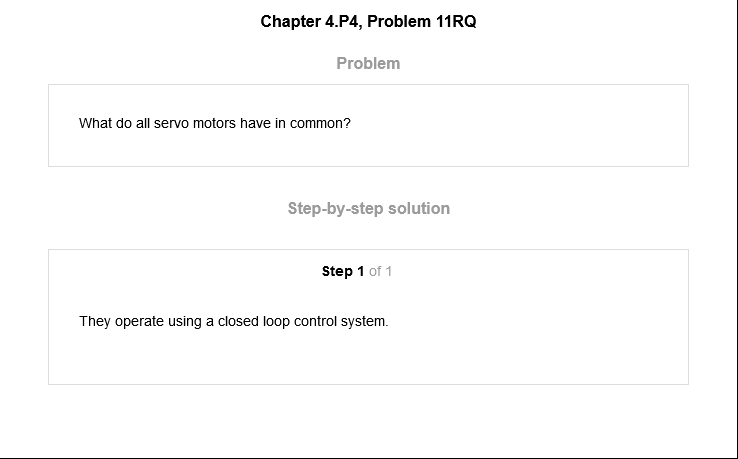 Chapter 4.P4, Problem 11RQ
Problem
What do all servo motors have in common?
Step-by-step solution
Step 1 of 1
They operate using a closed loop control system.